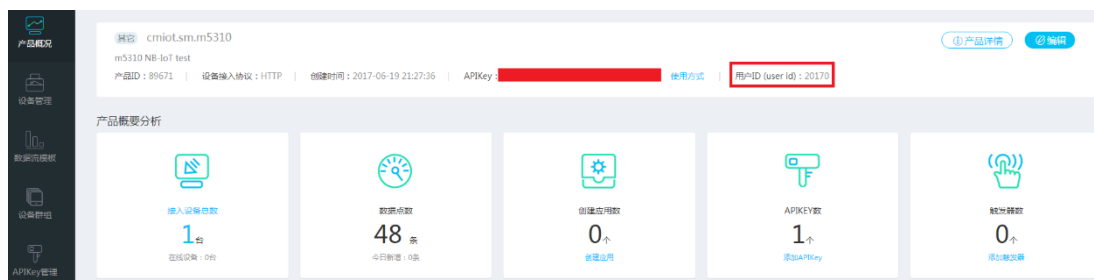 产品概况
设备管理
数据流模板
设备群组
APIKey管理
其它 cmiot.sm.m5310
m5310 NB-IoT test
产品ID：89671 | 设备接入协议：HTTP | 创建时间：2017-06-19 21:27:36 | APIKey： 使用方式 | 用户ID (user Id)：20170
产品详情 编辑
产品概要分析
接入设备总数
1台
在线设备：0台
数据点数
48 条
今日新增：0条
创建应用数
0个
创建应用
APIKEY数
1个
添加APIKey
触发器数
0个
添加触发器